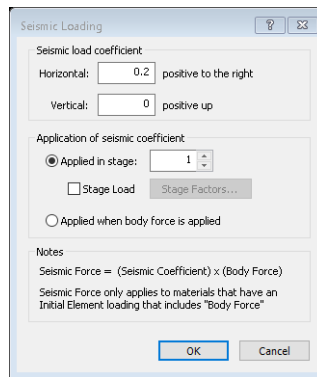 Seismic Loading
Seismic load coefficient
Horizontal: 0.2 positive to the right
Vertical: 0 positive up
Application of seismic coefficient
Applied in stage: 1
Stage Load Stage Factors...
Applied when body force is applied
Notes
Seismic Force = (Seismic Coefficient) x (Body Force)
Seismic Force only applies to materials that have an
Initial Element loading that includes "Body Force"
OK Cancel